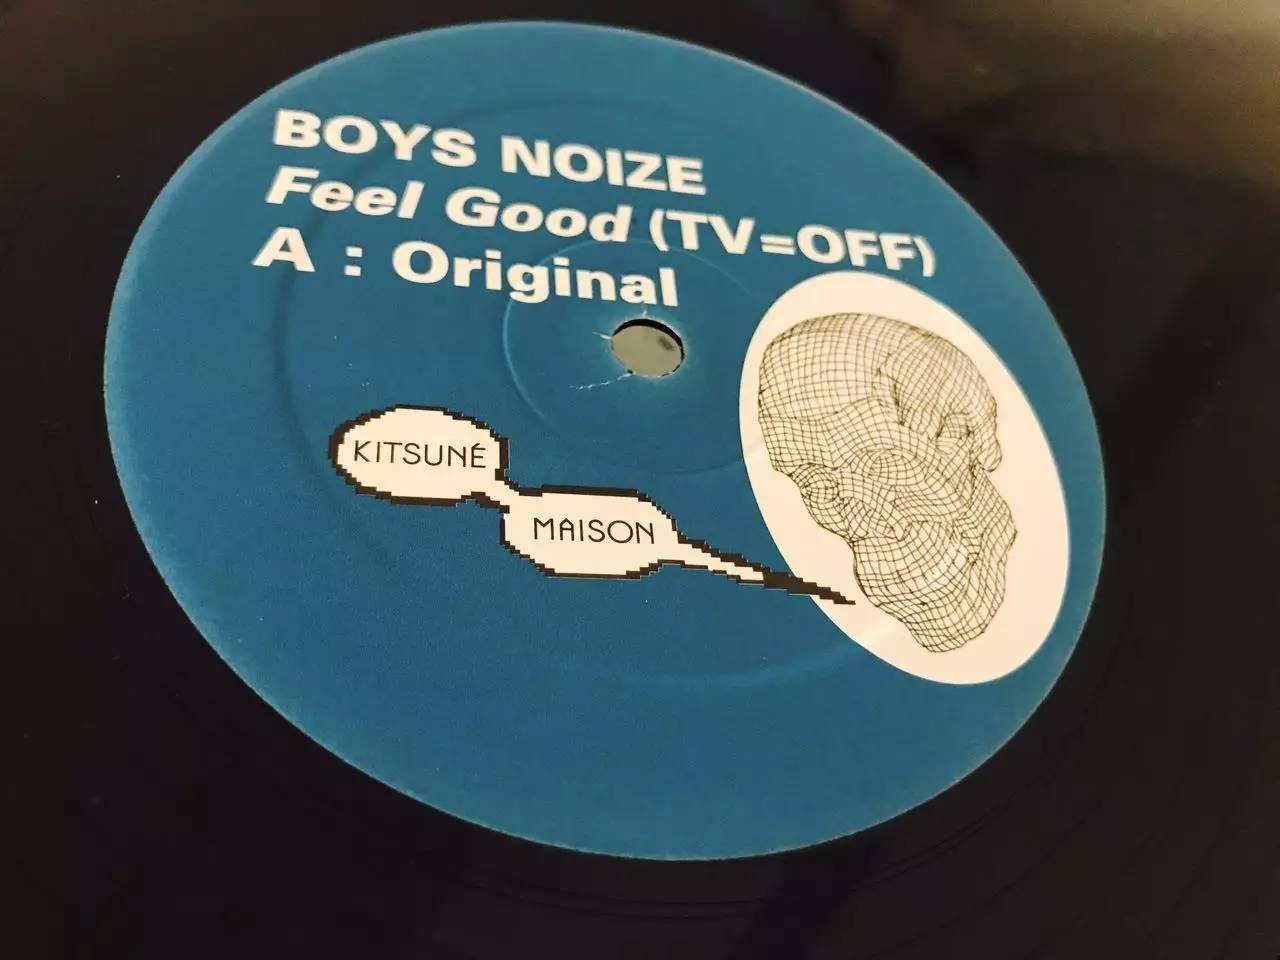 BOYS NOIZE
Feel Good (TV=OFF)
A : Original
KITSUNÉ
MAISON